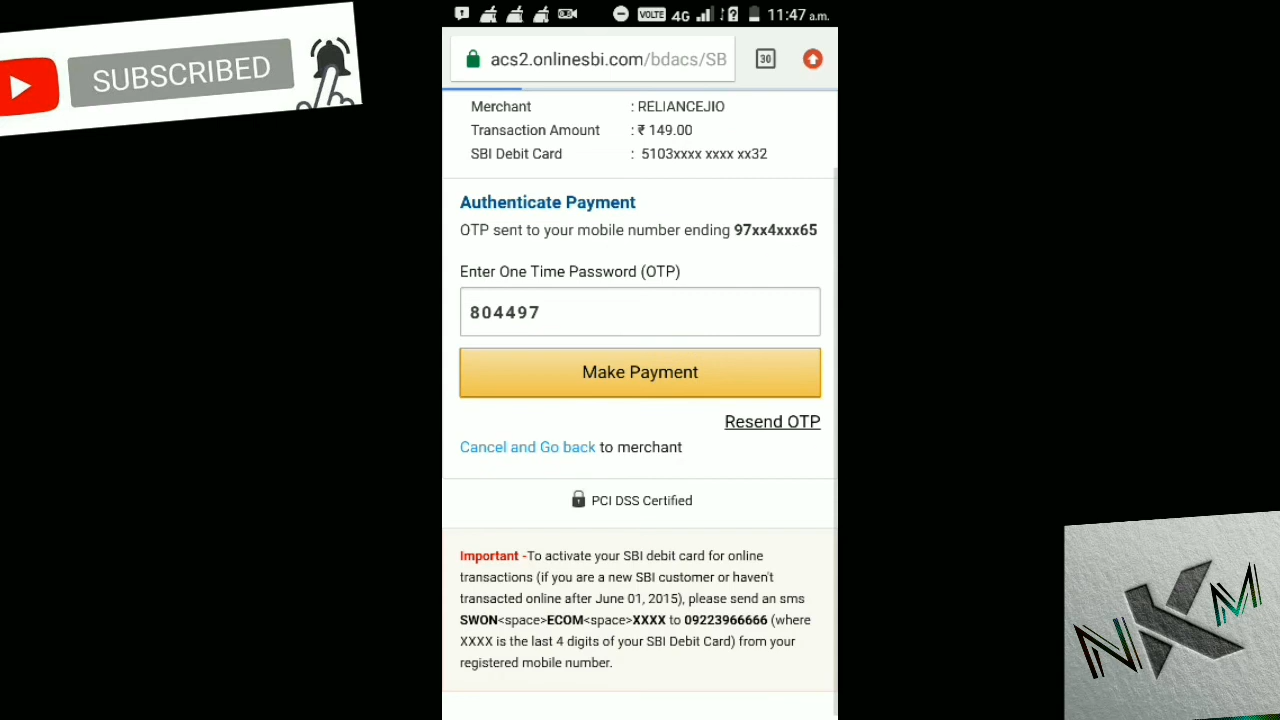 SUBSCRIBED
VOLTE 4G 11:47 a.m.
acs2.onlinesbi.com/bdacs/SB
30
Merchant : RELIANCEJIO
Transaction Amount : ₹ 149.00
SBI Debit Card : 5103xxxx xxxx xx32
Authenticate Payment
OTP sent to your mobile number ending 97xx4xxx65
Enter One Time Password (OTP)
804497
Make Payment
Resend OTP
Cancel and Go back to merchant
PCI DSS Certified
Important -To activate your SBI debit card for online
transactions (if you are a new SBI customer or haven't
transacted online after June 01, 2015), please send an sms
SWON<space>ECOM<space>XXXX to 09223966666 (where
XXXX is the last 4 digits of your SBI Debit Card) from your
registered mobile number.
NKM